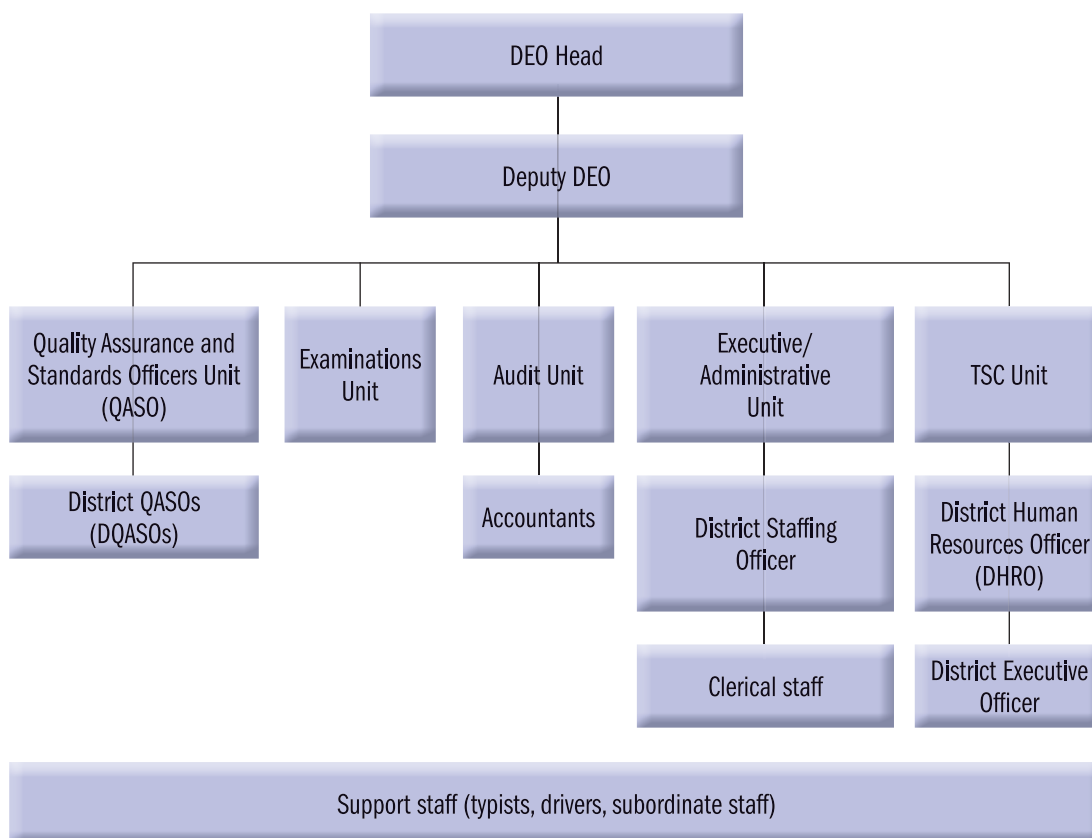 DEO Head
Deputy DEO
Quality Assurance and
Standards Officers Unit
(QASO)
Examinations
Unit
Audit Unit
Executive/
Administrative
Unit
TSC Unit
District QASOs
(DQASOs)
Accountants
District Staffing
Officer
District Human
Resources Officer
(DHRO)
Clerical staff
District Executive
Officer
Support staff (typists, drivers, subordinate staff)